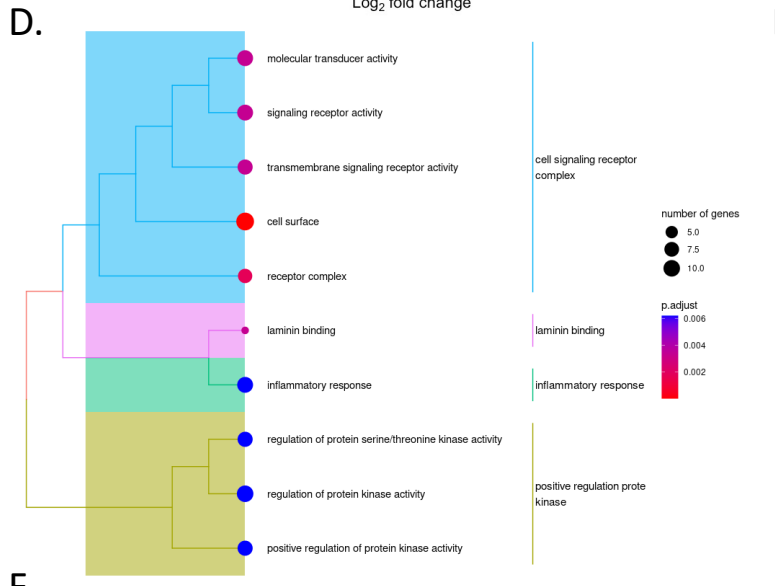 Log2 fold change
D.
molecular transducer activity
signaling receptor activity
transmembrane signaling receptor activity
cell surface
receptor complex
laminin binding
inflammatory response
regulation of protein serine/threonine kinase activity
regulation of protein kinase activity
positive regulation of protein kinase activity
cell signaling receptor
complex
laminin binding
inflammatory response
positive regulation prote
kinase
number of genes
5.0
7.5
10.0
p.adjust
0.006
0.004
0.002